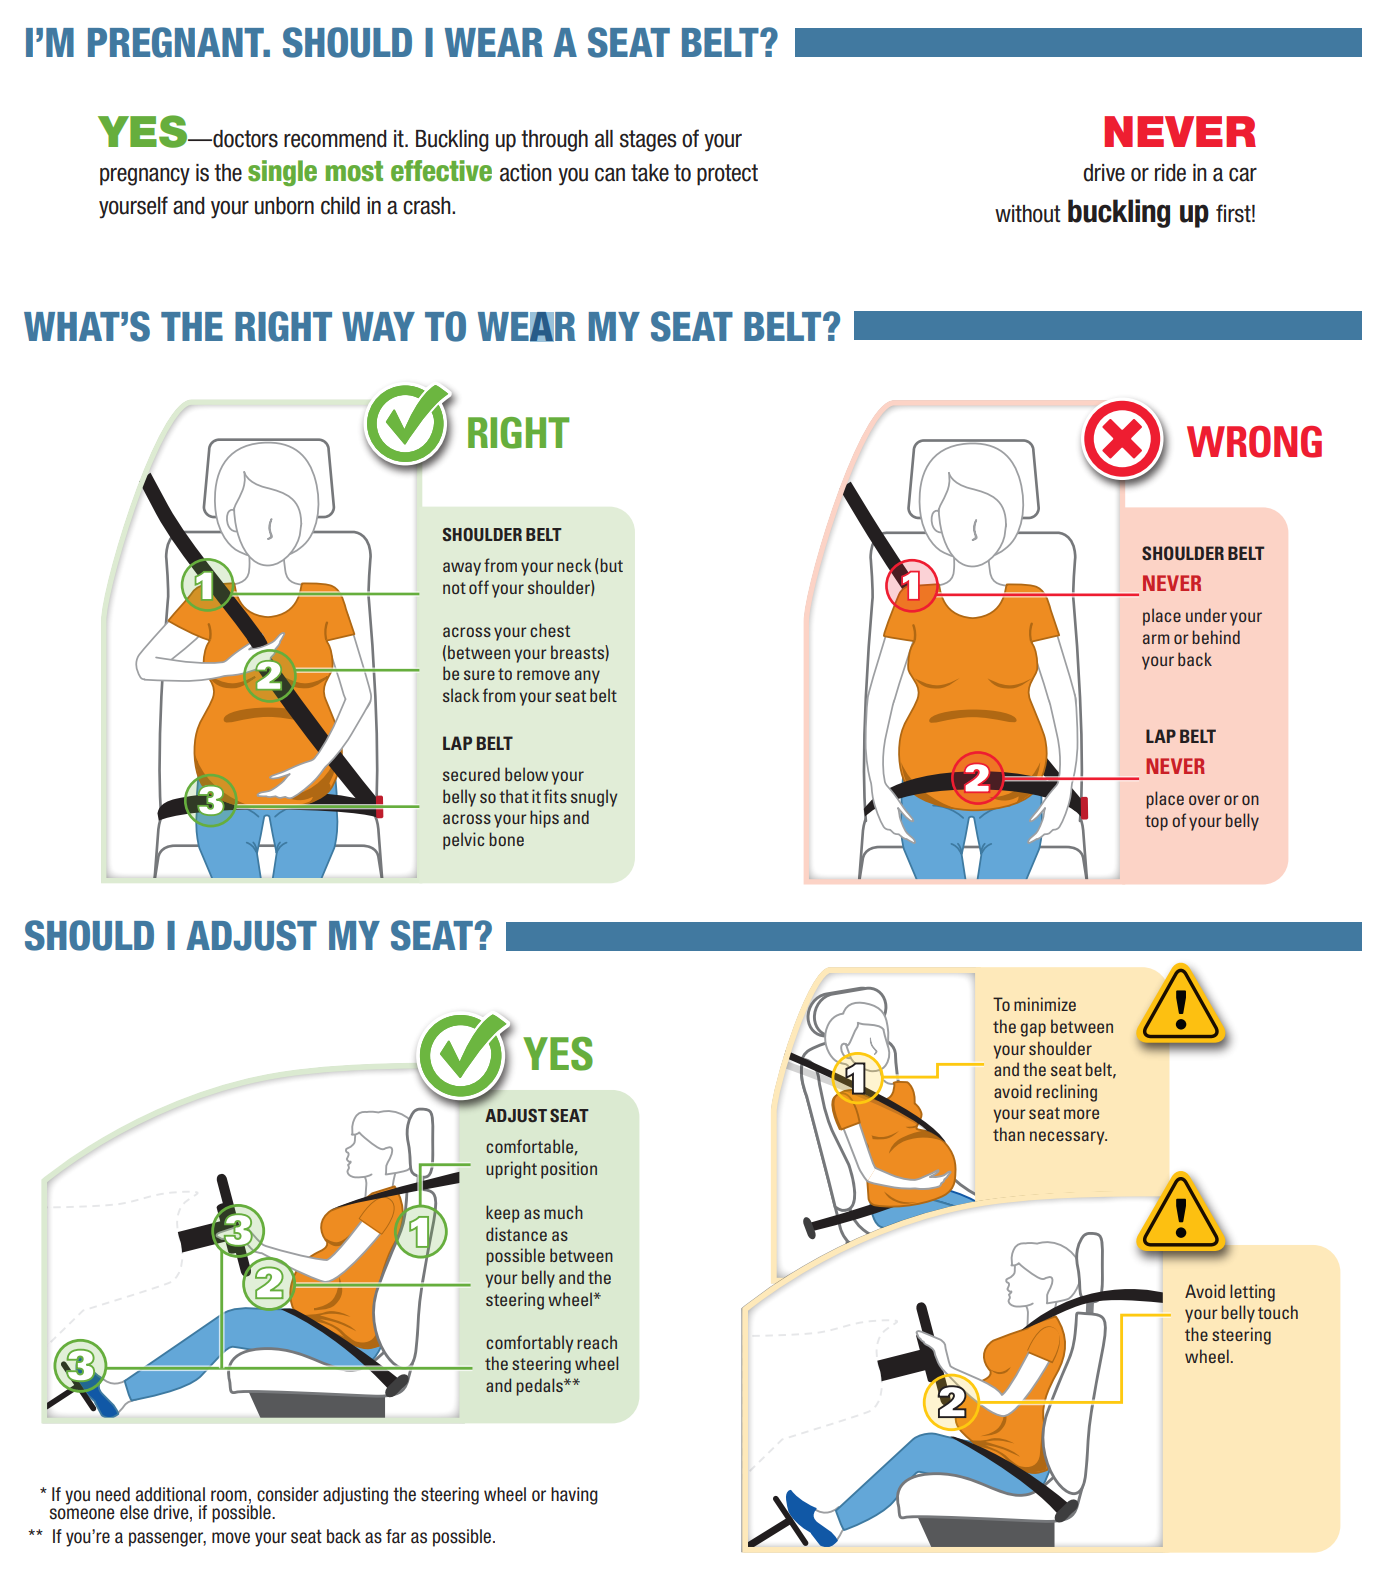 I'M PREGNANT. SHOULD I WEAR A SEAT BELT?
YES—doctors recommend it. Buckling up through all stages of your
pregnancy is the single most effective action you can take to protect
yourself and your unborn child in a crash.
NEVER
drive or ride in a car
without buckling up first!
WHAT'S THE RIGHT WAY TO WEAR MY SEAT BELT?
RIGHT
1
2
3
SHOULDER BELT
away from your neck (but
not off your shoulder)
across your chest
(between your breasts)
be sure to remove any
slack from your seat belt
LAP BELT
secured below your
belly so that it fits snugly
across your hips and
pelvic bone
WRONG
1
2
SHOULDER BELT
NEVER
place under your
arm or behind
your back
LAP BELT
NEVER
place over or on
top of your belly
SHOULD I ADJUST MY SEAT?
YES
1
3
2
3
ADJUST SEAT
comfortable,
upright position
keep as much
distance as
possible between
your belly and the
steering wheel*
comfortably reach
the steering wheel
and pedals**
* If you need additional room, consider adjusting the steering wheel or having
someone else drive, if possible.
** If you're a passenger, move your seat back as far as possible.
!
1
To minimize
the gap between
your shoulder
and the seat belt,
avoid reclining
your seat more
than necessary.
!
2
Avoid letting
your belly touch
the steering
wheel.